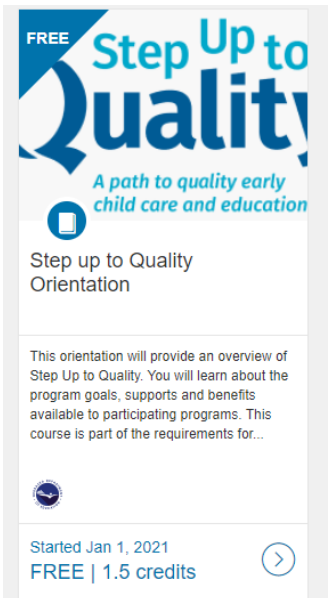 FREE
Step Up to
Quality
A path to quality early
child care and education
Step up to Quality
Orientation
This orientation will provide an overview of
Step Up to Quality. You will learn about the
program goals, supports and benefits
available to participating programs. This
course is part of the requirements for...
Started Jan 1, 2021
FREE | 1.5 credits